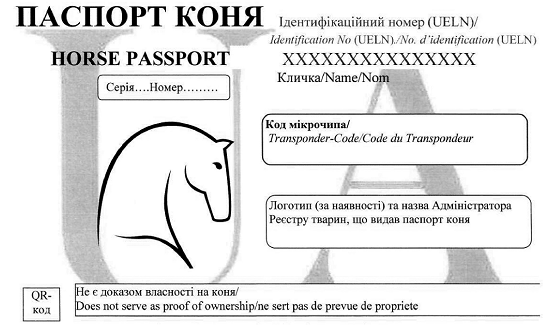 ПАСПОРТ КОНЯ
Ідентифікаційний номер (UELN)/
Identification No (UELN)./No. d’identification (UELN)
HORSE PASSPORT
XXXXXXXXXXXXXXX
Кличка/Name/Nom
Серія….Номер………
Код мікрочипа/
Transponder-Code/Code du Transpondeur
Логотип (за наявності) та назва Адміністратора
Реєстру тварин, що видав паспорт коня
UA
QR-
код
Не є доказом власності на коня/
Does not serve as proof of ownership/ne sert pas de prevue de propriete